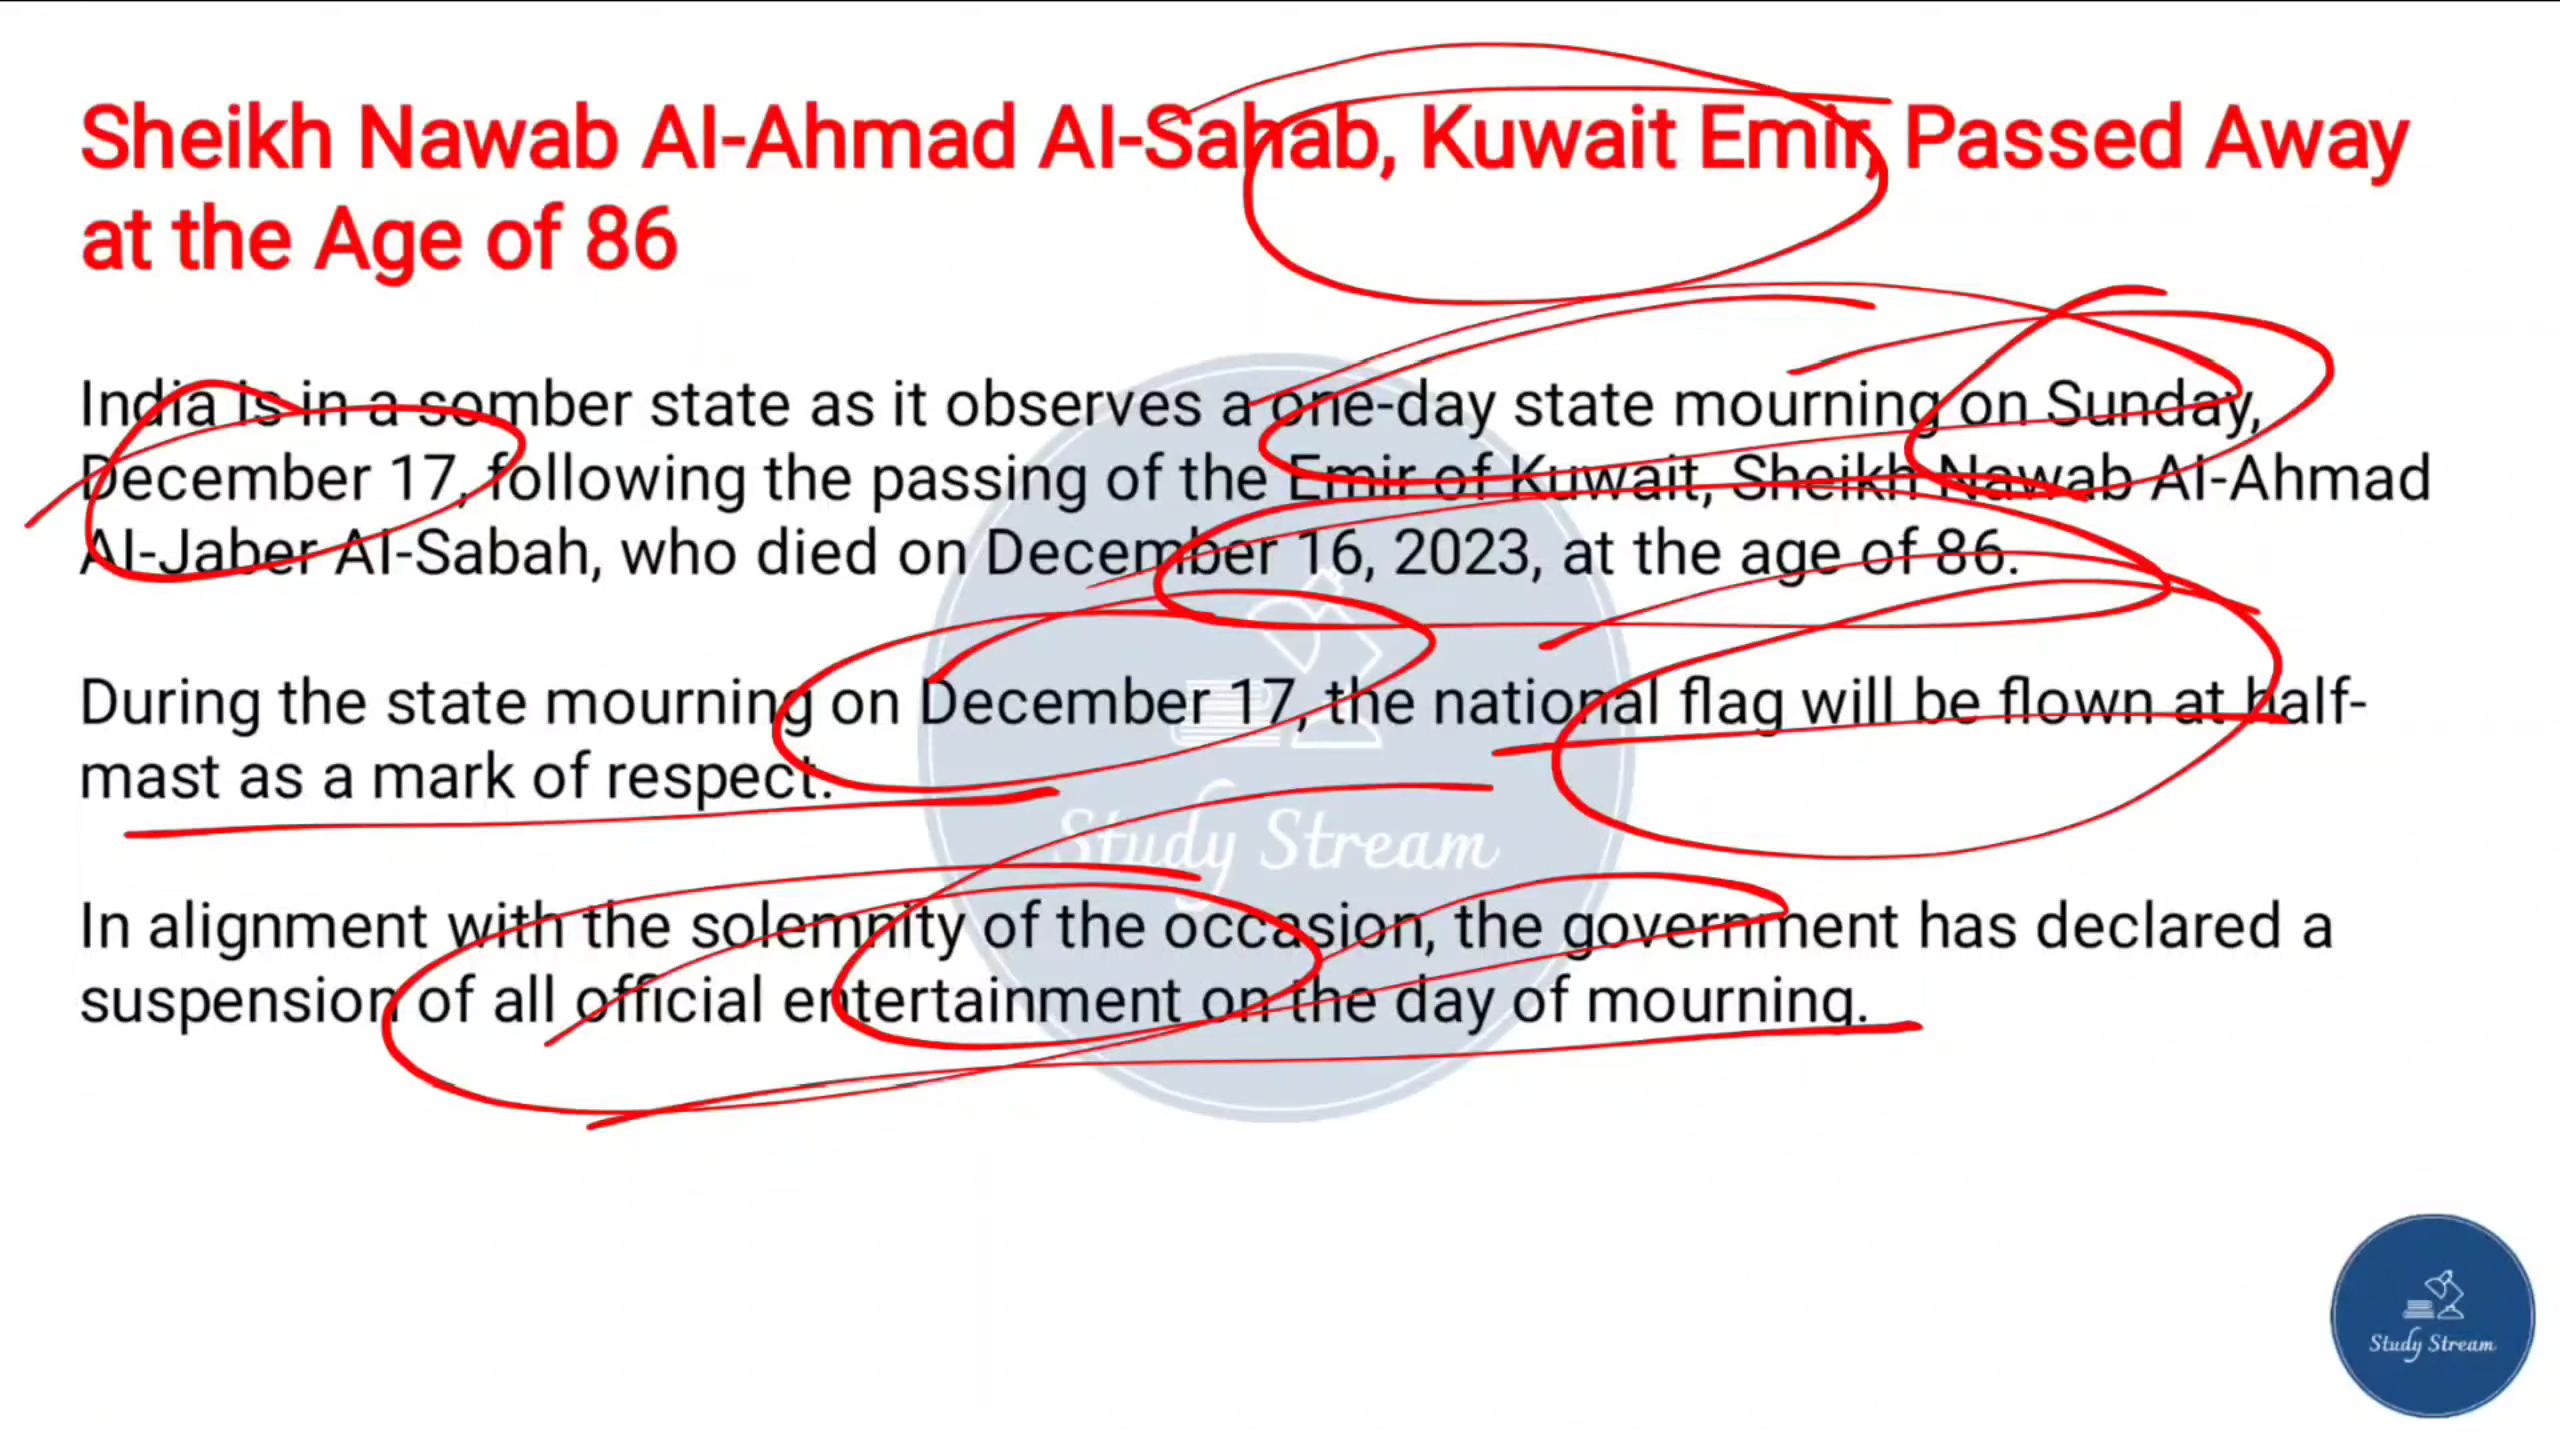 Sheikh Nawab Al-Ahmad Al-Sahab, Kuwait Emir, Passed Away
at the Age of 86
India is in a somber state as it observes a one-day state mourning on Sunday,
December 17, following the passing of the Emir of Kuwait, Sheikh Nawab Al-Ahmad
Al-Jaber Al-Sabah, who died on December 16, 2023, at the age of 86.
During the state mourning on December 17, the national flag will be flown at half-
mast as a mark of respect.
Study Stream
In alignment with the solemnity of the occasion, the government has declared a
suspension of all official entertainment on the day of mourning.
Study Stream